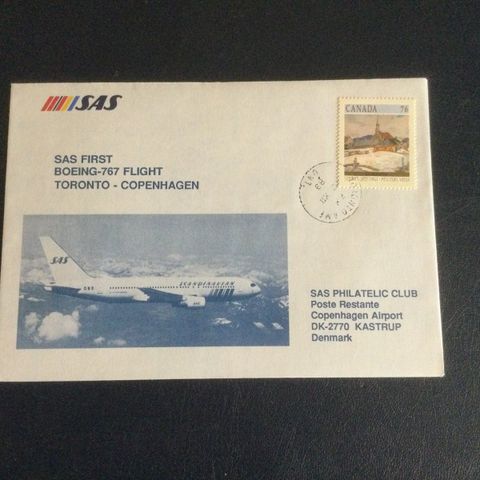 SAS
CANADA 76
SAS FIRST
BOEING-767 FLIGHT
TORONTO - COPENHAGEN
SAS
SCANDINAVIAN
SAS PHILATELIC CLUB
Poste Restante
Copenhagen Airport
DK-2770 KASTRUP
Denmark